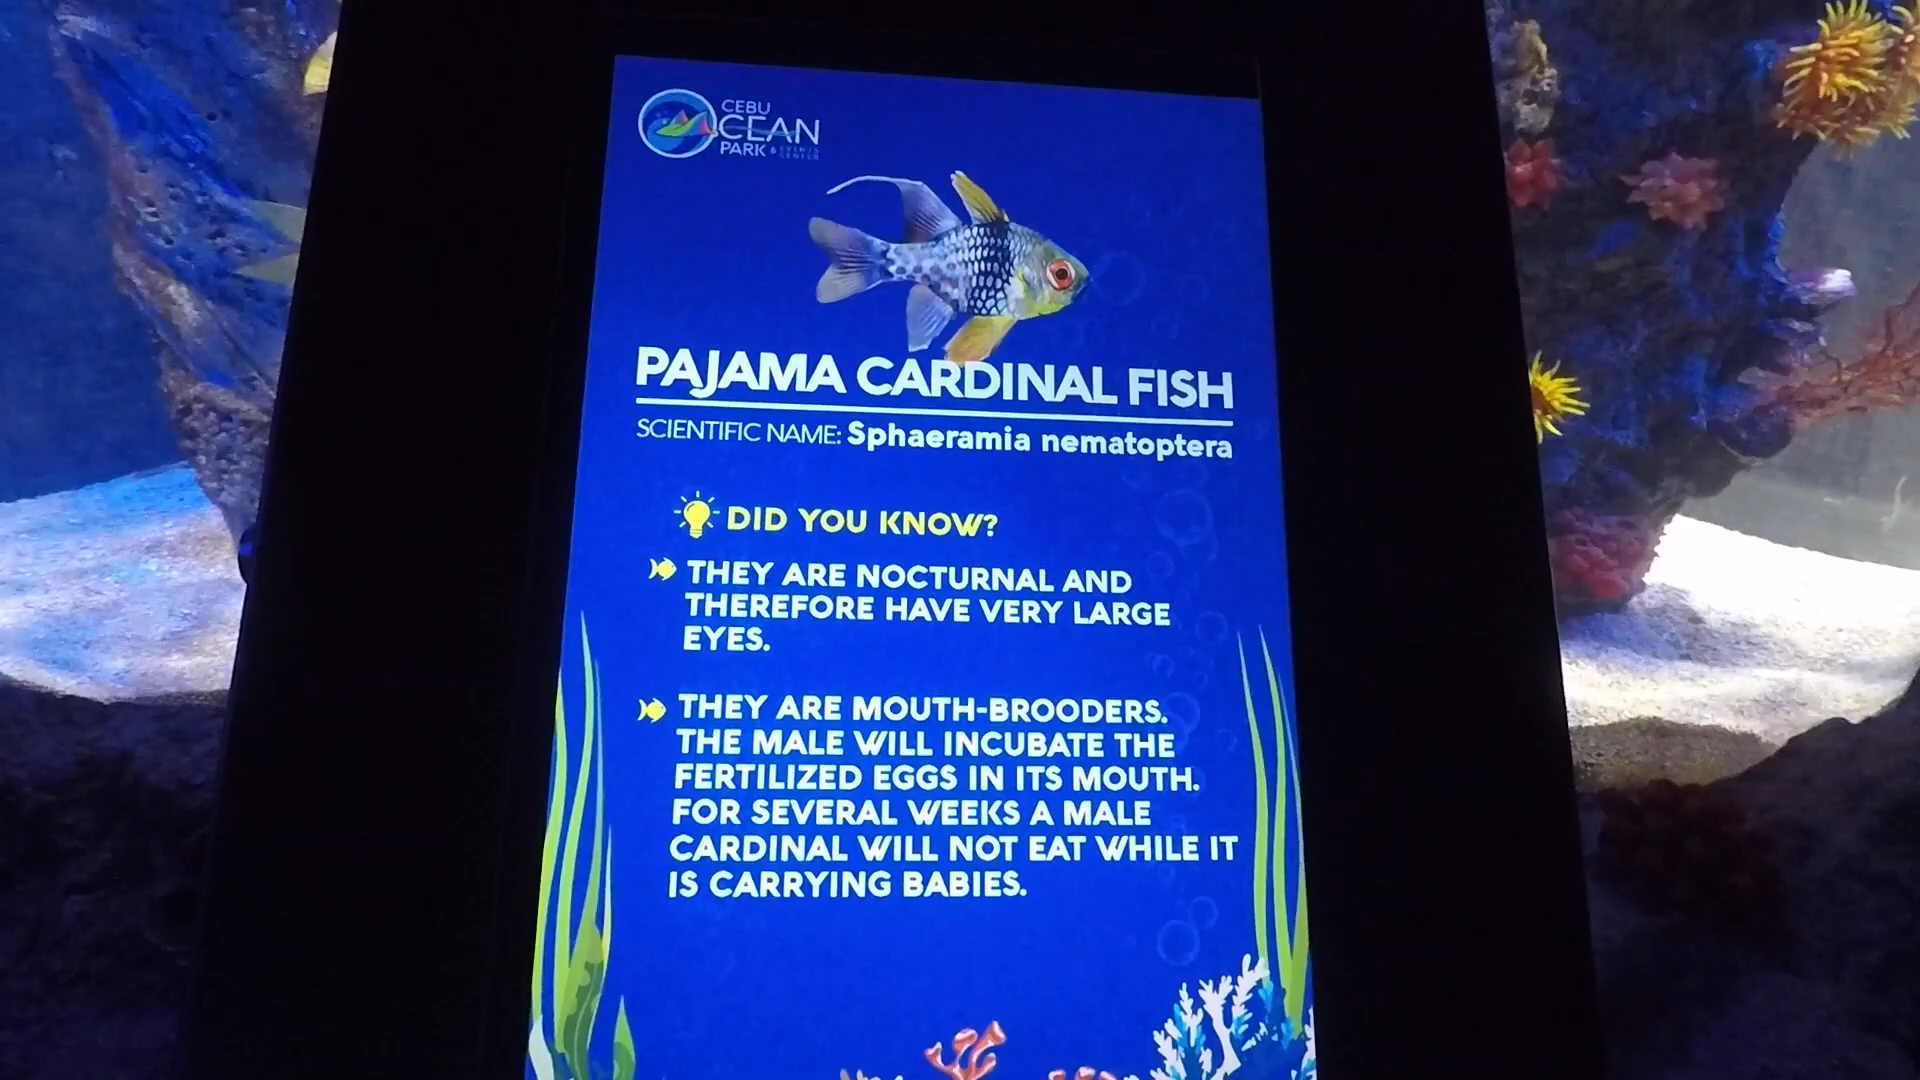 CEBU
OCEAN
PARK & EVENTS
CENTER
PAJAMA CARDINAL FISH
SCIENTIFIC NAME: Sphaeramia nematoptera
DID YOU KNOW?
THEY ARE NOCTURNAL AND
THEREFORE HAVE VERY LARGE
EYES.
THEY ARE MOUTH-BROODERS.
THE MALE WILL INCUBATE THE
FERTILIZED EGGS IN ITS MOUTH.
FOR SEVERAL WEEKS A MALE
CARDINAL WILL NOT EAT WHILE IT
IS CARRYING BABIES.